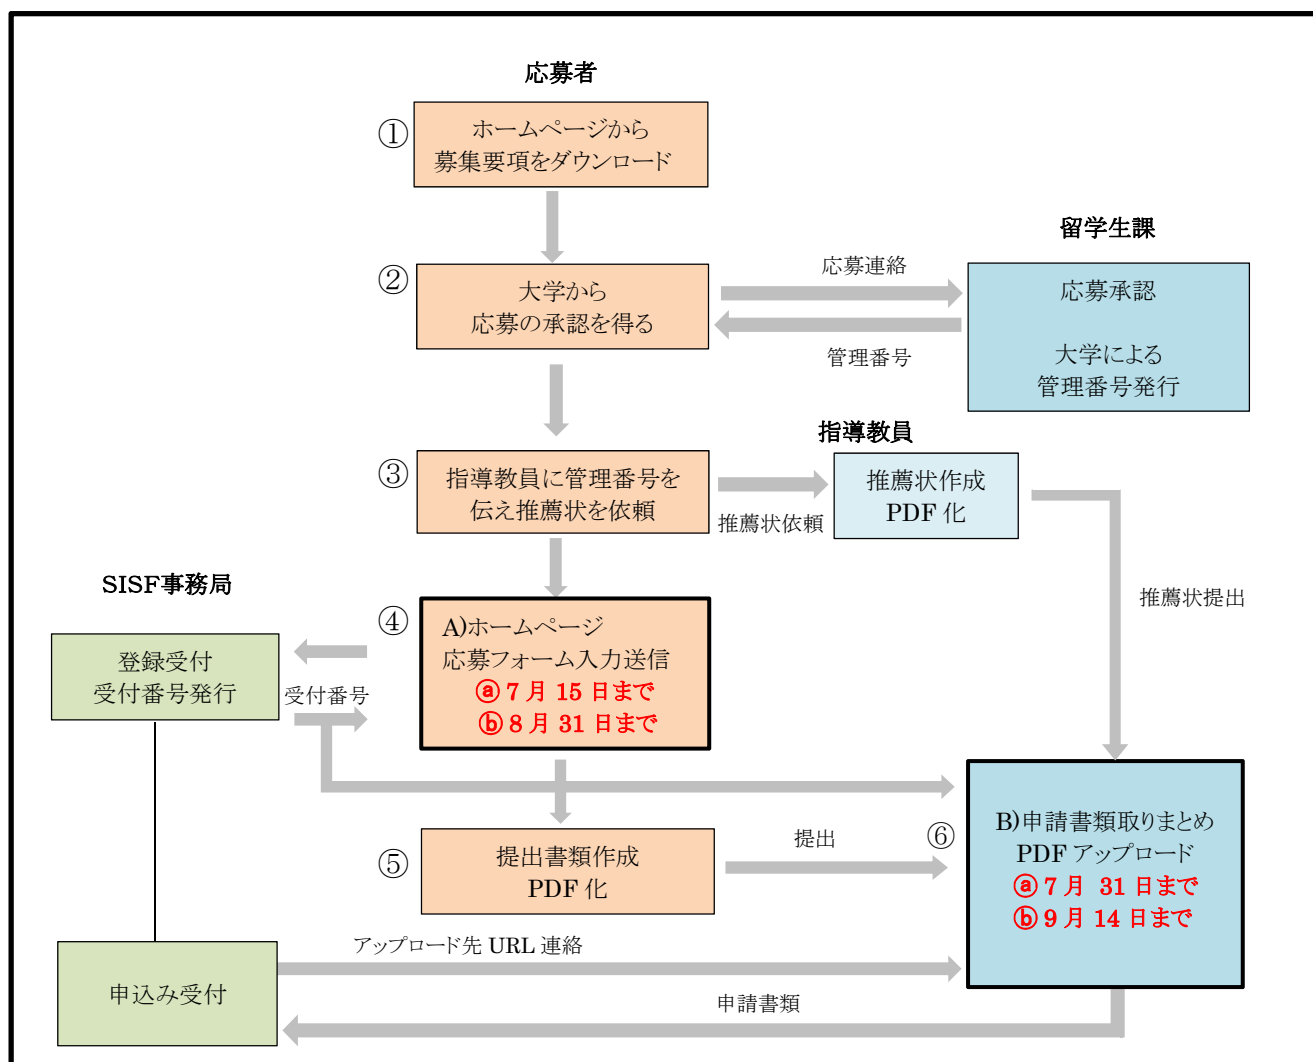 応募者
①
ホームページから
募集要項をダウンロード
留学生課
②
大学から
応募の承認を得る
応募連絡
管理番号
応募承認
大学による
管理番号発行
指導教員
③
指導教員に管理番号を
伝え推薦状を依頼
推薦状依頼
推薦状作成
PDF 化
推薦状提出
SISF事務局
④
A)ホームページ
応募フォーム入力送信
ⓐ 7 月 15 日まで
ⓑ 8 月 31 日まで
登録受付
受付番号発行
受付番号
⑤
提出書類作成
PDF 化
提出
⑥
B)申請書類取りまとめ
PDF アップロード
ⓐ 7 月 31 日まで
ⓑ 9 月 14 日まで
申込み受付
アップロード先 URL 連絡
申請書類